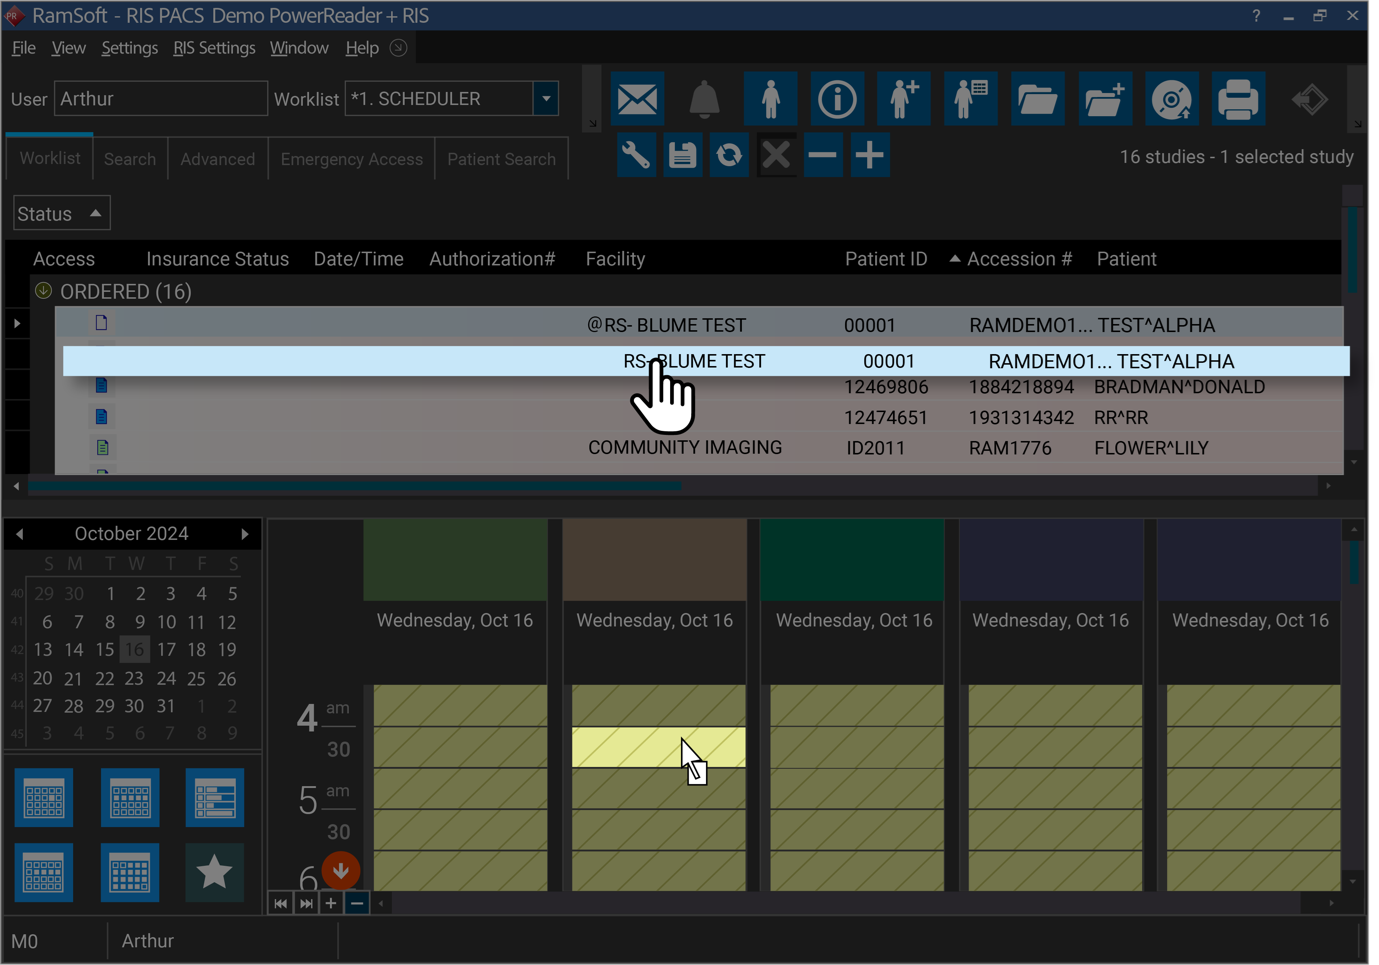 PR RamSoft - RIS PACS Demo PowerReader + RIS ?
File View Settings RIS Settings Window Help
User Arthur Worklist *1. SCHEDULER
Worklist Search Advanced Emergency Access Patient Search
16 studies - 1 selected study
Status
Access Insurance Status Date/Time Authorization# Facility Patient ID Accession # Patient
ORDERED (16)
@RS- BLUME TEST 00001 RAMDEMO1... TEST^ALPHA
RS- BLUME TEST 00001 RAMDEMO1... TEST^ALPHA
12469806 1884218894 BRADMAN^DONALD
12474651 1931314342 RR^RR
COMMUNITY IMAGING ID2011 RAM1776 FLOWER^LILY
October 2024
S M T W T F S
40 29 30 1 2 3 4 5
41 6 7 8 9 10 11 12
42 13 14 15 16 17 18 19
43 20 21 22 23 24 25 26
44 27 28 29 30 31 1 2
45 3 4 5 6 7 8 9
Wednesday, Oct 16 Wednesday, Oct 16 Wednesday, Oct 16 Wednesday, Oct 16 Wednesday, Oct 16
4 am
30
5 am
30
6
M0 Arthur